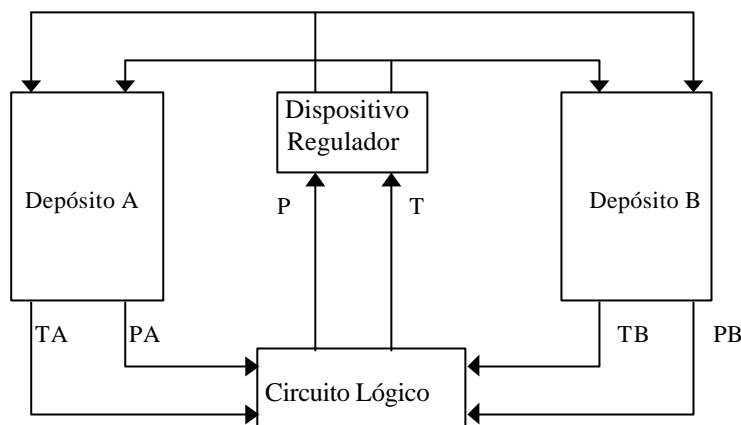 Dispositivo
Regulador
Depósito A
Depósito B
P
T
TA
PA
TB
PB
Circuito Lógico